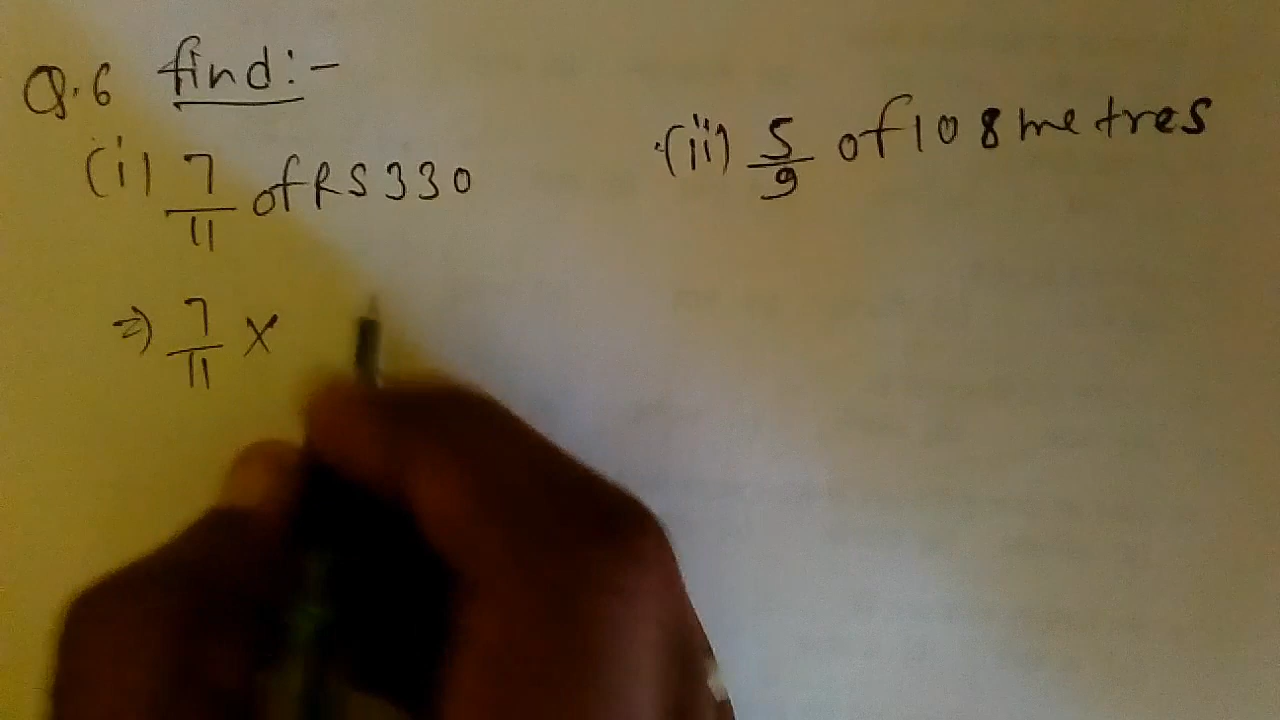 Q.6 find:-
(i) 7/11 of RS 330
(ii) 5/9 of 108 metres
⇒ 7/11 ×